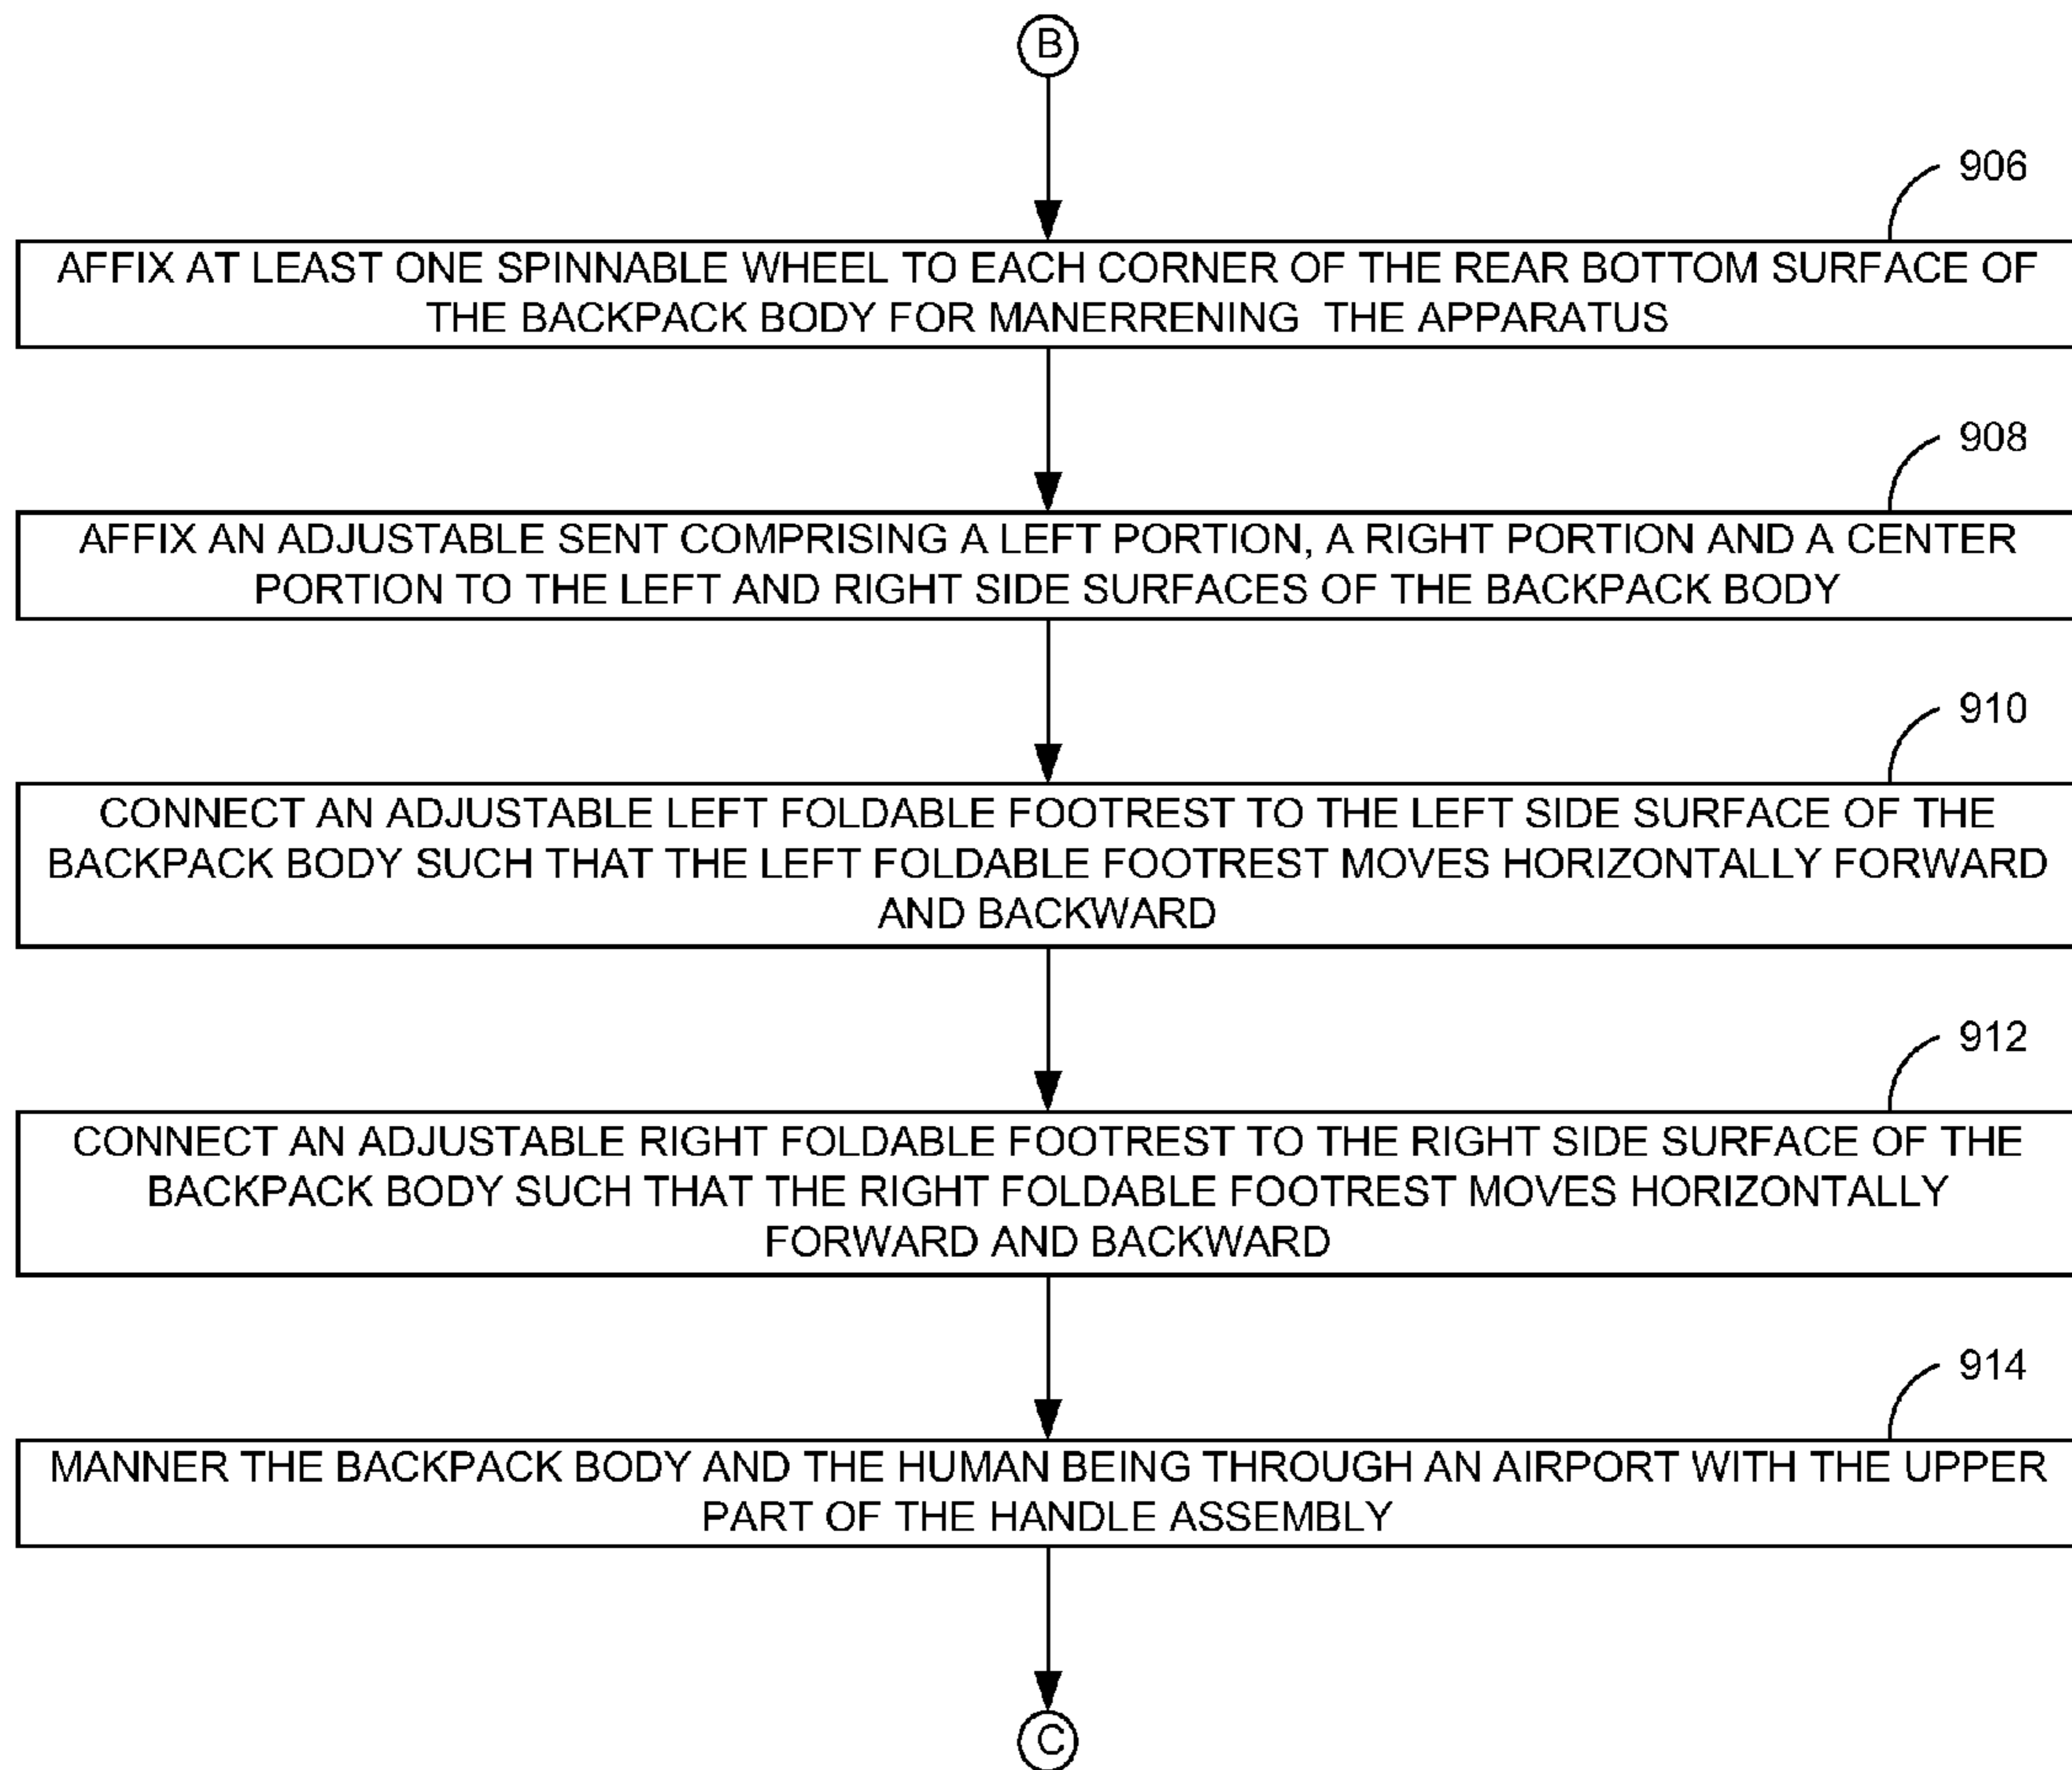 B
906
AFFIX AT LEAST ONE SPINNABLE WHEEL TO EACH CORNER OF THE REAR BOTTOM SURFACE OF
THE BACKPACK BODY FOR MANERRENING THE APPARATUS
908
AFFIX AN ADJUSTABLE SENT COMPRISING A LEFT PORTION, A RIGHT PORTION AND A CENTER
PORTION TO THE LEFT AND RIGHT SIDE SURFACES OF THE BACKPACK BODY
910
CONNECT AN ADJUSTABLE LEFT FOLDABLE FOOTREST TO THE LEFT SIDE SURFACE OF THE
BACKPACK BODY SUCH THAT THE LEFT FOLDABLE FOOTREST MOVES HORIZONTALLY FORWARD
AND BACKWARD
912
CONNECT AN ADJUSTABLE RIGHT FOLDABLE FOOTREST TO THE RIGHT SIDE SURFACE OF THE
BACKPACK BODY SUCH THAT THE RIGHT FOLDABLE FOOTREST MOVES HORIZONTALLY
FORWARD AND BACKWARD
914
MANNER THE BACKPACK BODY AND THE HUMAN BEING THROUGH AN AIRPORT WITH THE UPPER
PART OF THE HANDLE ASSEMBLY
C